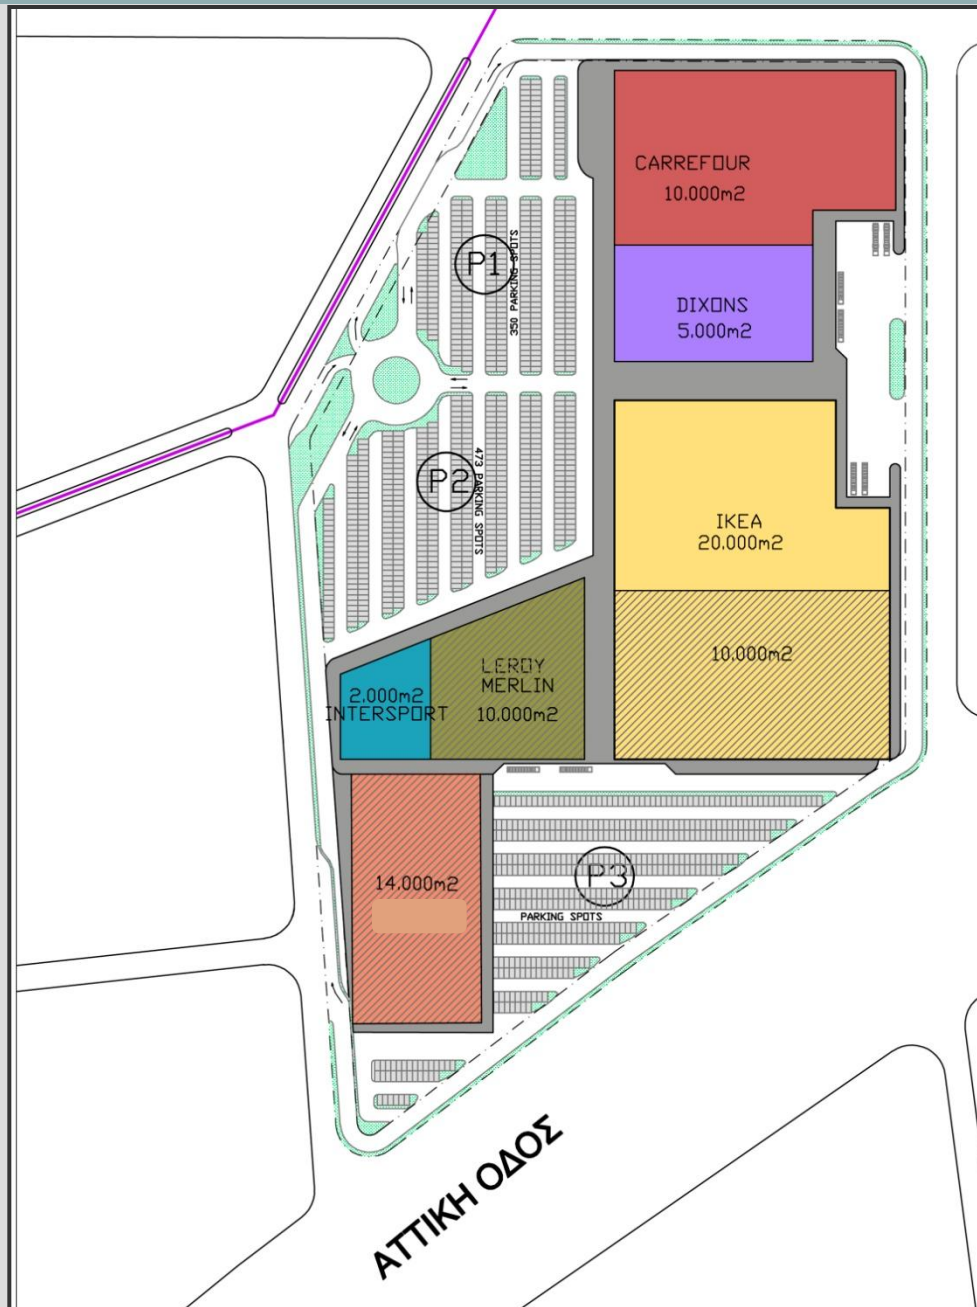 CARREFOUR
10.000m2
P1
350 PARKING SPOTS
DIXONS
5.000m2
P2
473 PARKING SPOTS
IKEA
20.000m2
10.000m2
LEROY
MERLIN
10.000m2
2.000m2
INTERSPORT
14.000m2
P3
PARKING SPOTS
ΑΤΤΙΚΗ ΟΔΟΣ